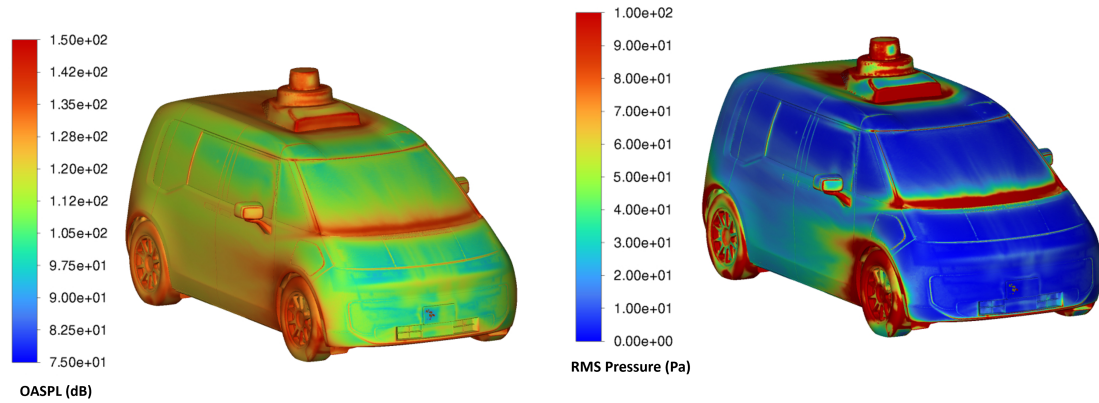 1.50e+02
1.42e+02
1.35e+02
1.28e+02
1.20e+02
1.12e+02
1.05e+02
9.75e+01
9.00e+01
8.25e+01
7.50e+01
OASPL (dB)
1.00e+02
9.00e+01
8.00e+01
7.00e+01
6.00e+01
5.00e+01
4.00e+01
3.00e+01
2.00e+01
1.00e+01
0.00e+00
RMS Pressure (Pa)